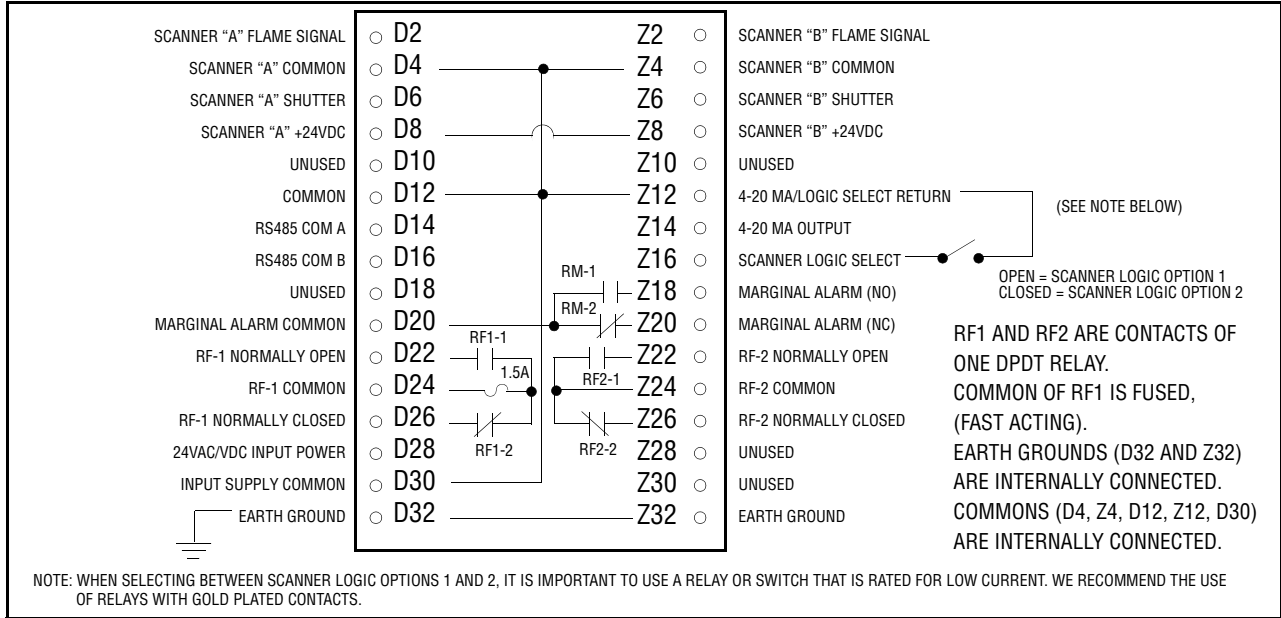 SCANNER “A” FLAME SIGNAL D2 Z2 SCANNER “B” FLAME SIGNAL
SCANNER “A” COMMON D4 Z4 SCANNER “B” COMMON
SCANNER “A” SHUTTER D6 Z6 SCANNER “B” SHUTTER
SCANNER “A” +24VDC D8 Z8 SCANNER “B” +24VDC
UNUSED D10 Z10 UNUSED
COMMON D12 Z12 4-20 MA/LOGIC SELECT RETURN
(SEE NOTE BELOW)
RS485 COM A D14 Z14 4-20 MA OUTPUT
RS485 COM B D16 Z16 SCANNER LOGIC SELECT
OPEN = SCANNER LOGIC OPTION 1
CLOSED = SCANNER LOGIC OPTION 2
RM-1
UNUSED D18 Z18 MARGINAL ALARM (NO)
RM-2
MARGINAL ALARM COMMON D20 Z20 MARGINAL ALARM (NC)
RF1-1
RF-1 NORMALLY OPEN D22 Z22 RF-2 NORMALLY OPEN
1.5A RF2-1
RF-1 COMMON D24 Z24 RF-2 COMMON
RF-1 NORMALLY CLOSED D26 Z26 RF-2 NORMALLY CLOSED
RF1-2 RF2-2
24VAC/VDC INPUT POWER D28 Z28 UNUSED
INPUT SUPPLY COMMON D30 Z30 UNUSED
EARTH GROUND D32 Z32 EARTH GROUND
RF1 AND RF2 ARE CONTACTS OF
ONE DPDT RELAY.
COMMON OF RF1 IS FUSED,
(FAST ACTING).
EARTH GROUNDS (D32 AND Z32)
ARE INTERNALLY CONNECTED.
COMMONS (D4, Z4, D12, Z12, D30)
ARE INTERNALLY CONNECTED.
NOTE: WHEN SELECTING BETWEEN SCANNER LOGIC OPTIONS 1 AND 2, IT IS IMPORTANT TO USE A RELAY OR SWITCH THAT IS RATED FOR LOW CURRENT. WE RECOMMEND THE USE
OF RELAYS WITH GOLD PLATED CONTACTS.